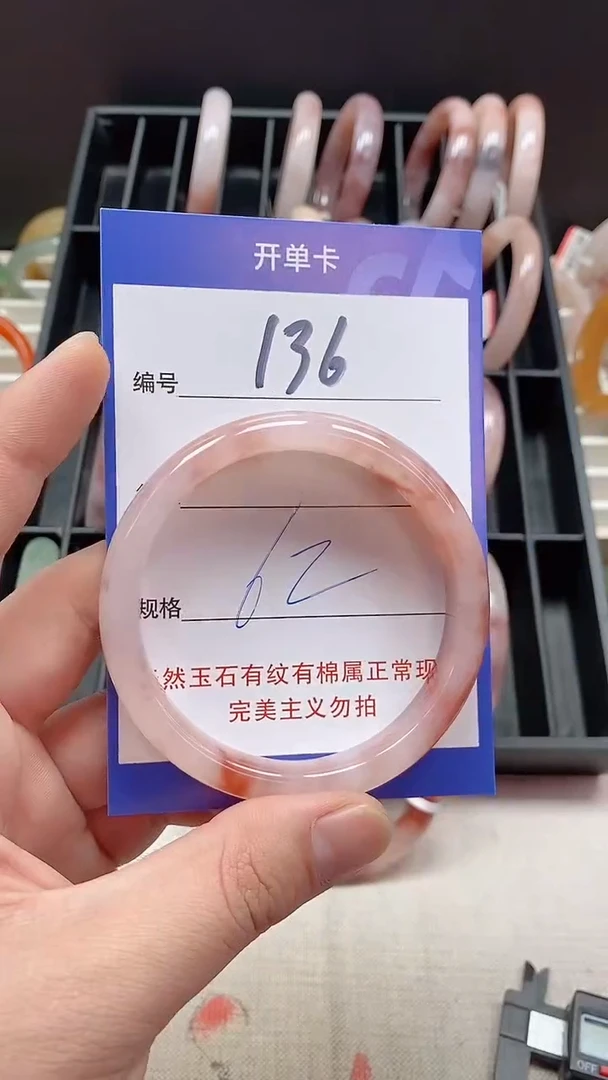 开单卡
编号 136
规格 62
然玉石有纹有棉属正常现
完美主义勿拍
OFF